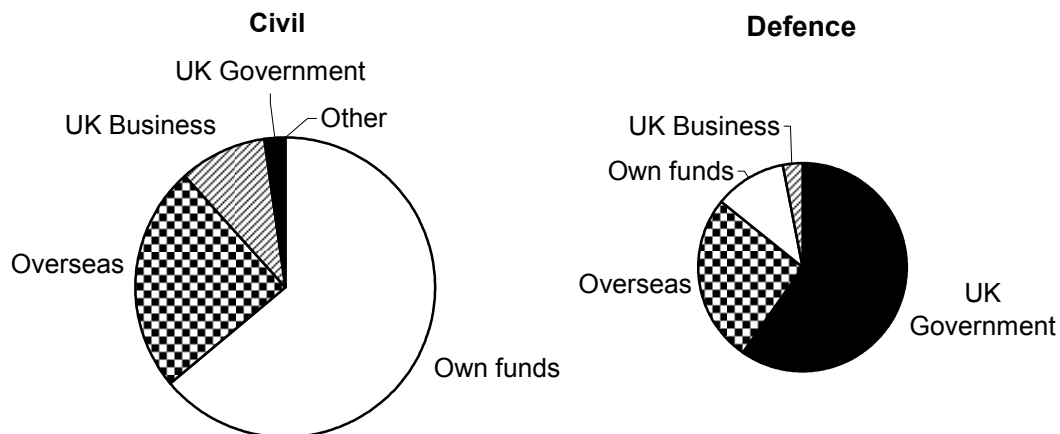 Civil
UK Government
Other
UK Business
Overseas
Own funds
Defence
UK Business
Own funds
Overseas
UK
Government